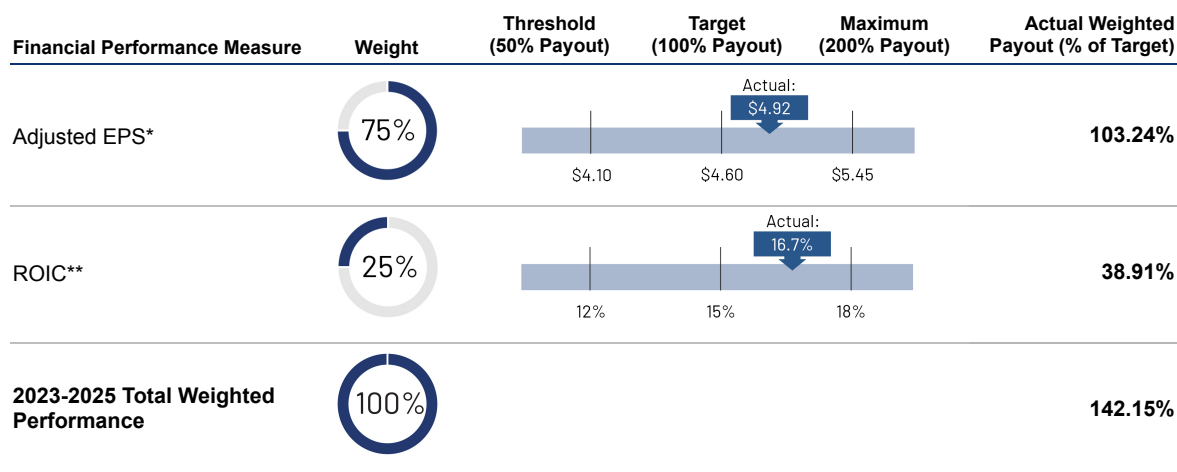 Financial Performance Measure
Weight
Threshold
(50% Payout)
Target
(100% Payout)
Maximum
(200% Payout)
Actual Weighted
Payout (% of Target)
Adjusted EPS*
75%
Actual:
$4.92
$4.10
$4.60
$5.45
103.24%
ROIC**
25%
Actual:
16.7%
12%
15%
18%
38.91%
2023-2025 Total Weighted
Performance
100%
142.15%